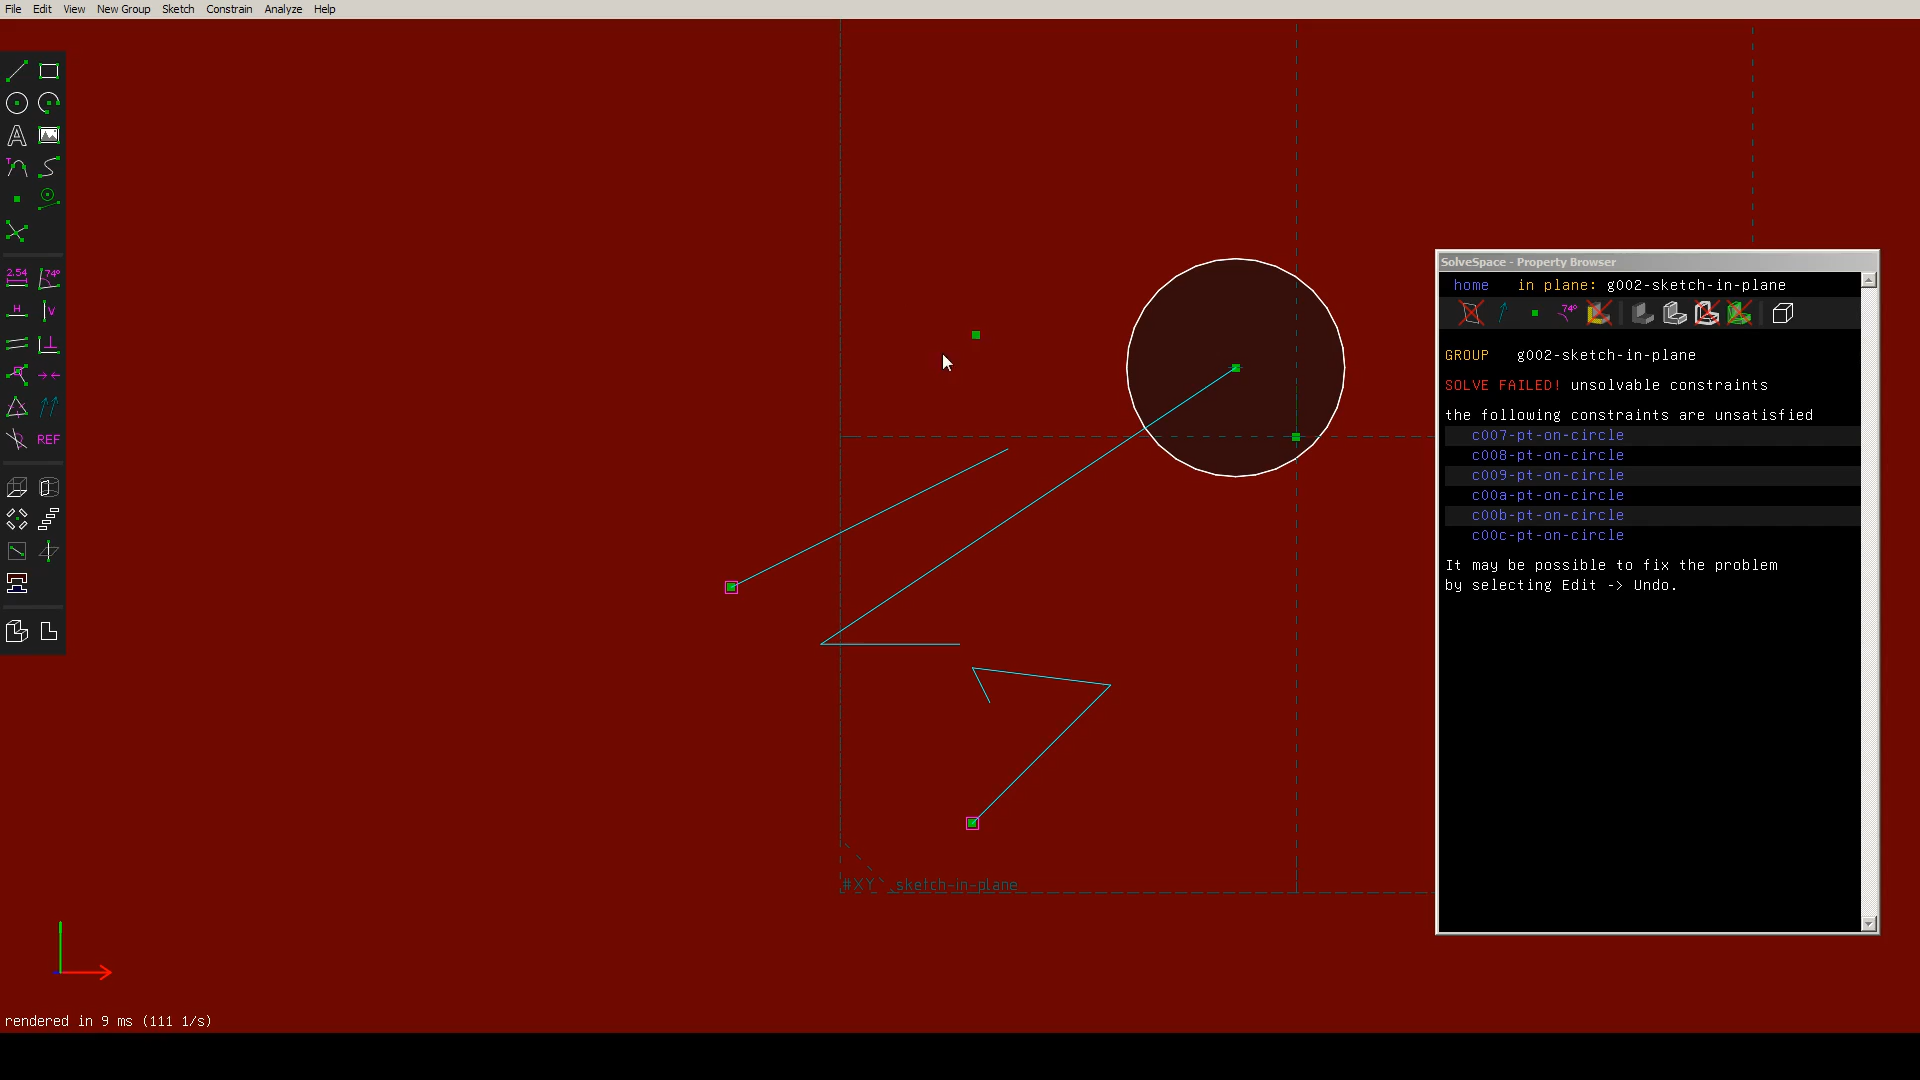 File Edit View New Group Sketch Constrain Analyze Help
A
T
2.54 74°
H V
REF
SolveSpace - Property Browser
home in plane: g002-sketch-in-plane
74°
GROUP g002-sketch-in-plane
SOLVE FAILED! unsolvable constraints
the following constraints are unsatisfied
c007-pt-on-circle
c008-pt-on-circle
c009-pt-on-circle
c00a-pt-on-circle
c00b-pt-on-circle
c00c-pt-on-circle
It may be possible to fix the problem
by selecting Edit -> Undo.
#XY sketch-in-plane
rendered in 9 ms (111 1/s)